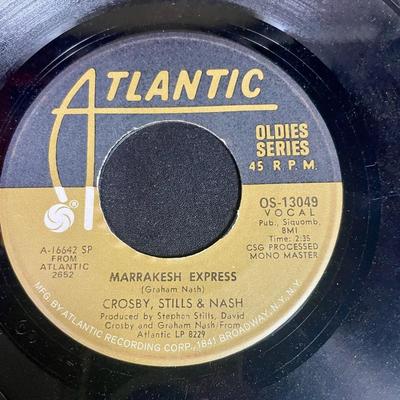 ATLANTIC
OLDIES
SERIES
45 R.P.M.
OS-13049
VOCAL
Pub., Siquomb,
BMI
Time: 2:35
CSG PROCESSED
MONO MASTER
A-16642 SP
FROM
ATLANTIC
2652
MARRAKESH EXPRESS
(Graham Nash)
CROSBY, STILLS & NASH
Produced by Stephen Stills, David
Crosby and Graham Nash/From
Atlantic LP 8229
MFG. BY ATLANTIC RECORDING CORP., 1841 BROADWAY, N.Y., N.Y.